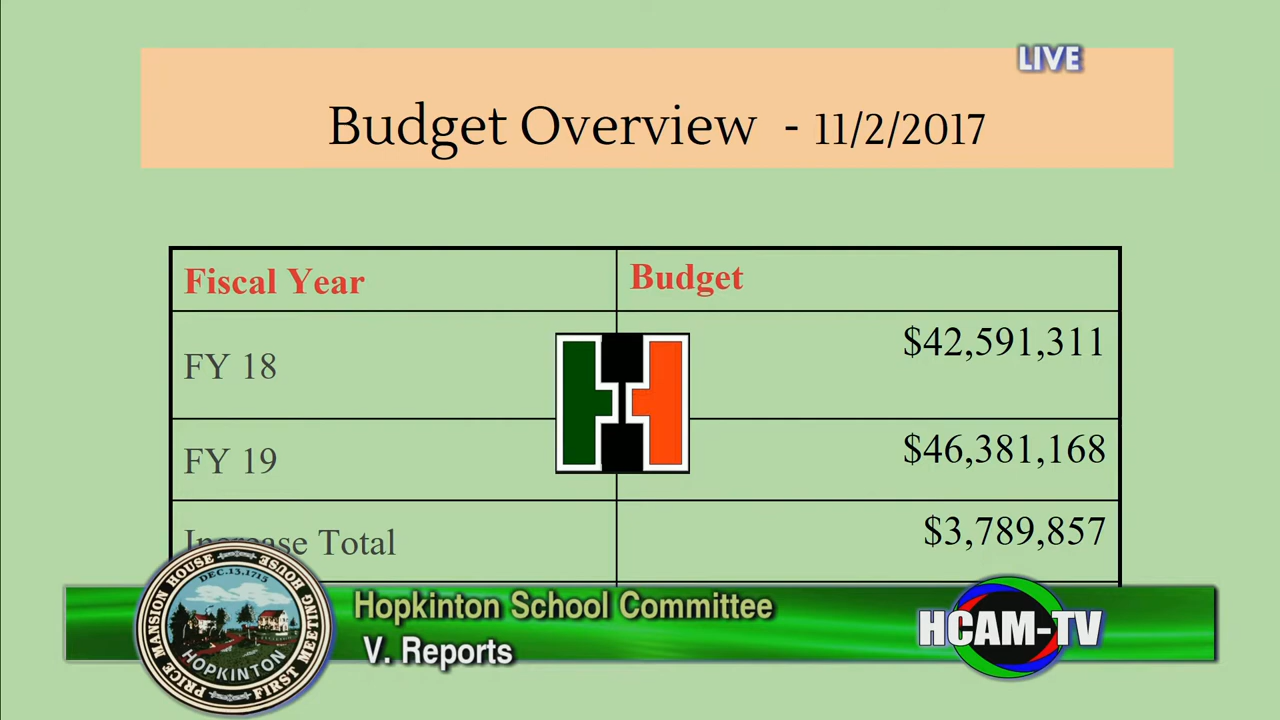 LIVE
Budget Overview - 11/2/2017
Fiscal Year
Budget
FY 18
$42,591,311
FY 19
$46,381,168
Increase Total
$3,789,857
Hopkinton School Committee
V. Reports
HCAM-TV
PRICE MANSION HOUSE
HOUSE FIRST MEETING
DEC.13.1715
HOPKINTON